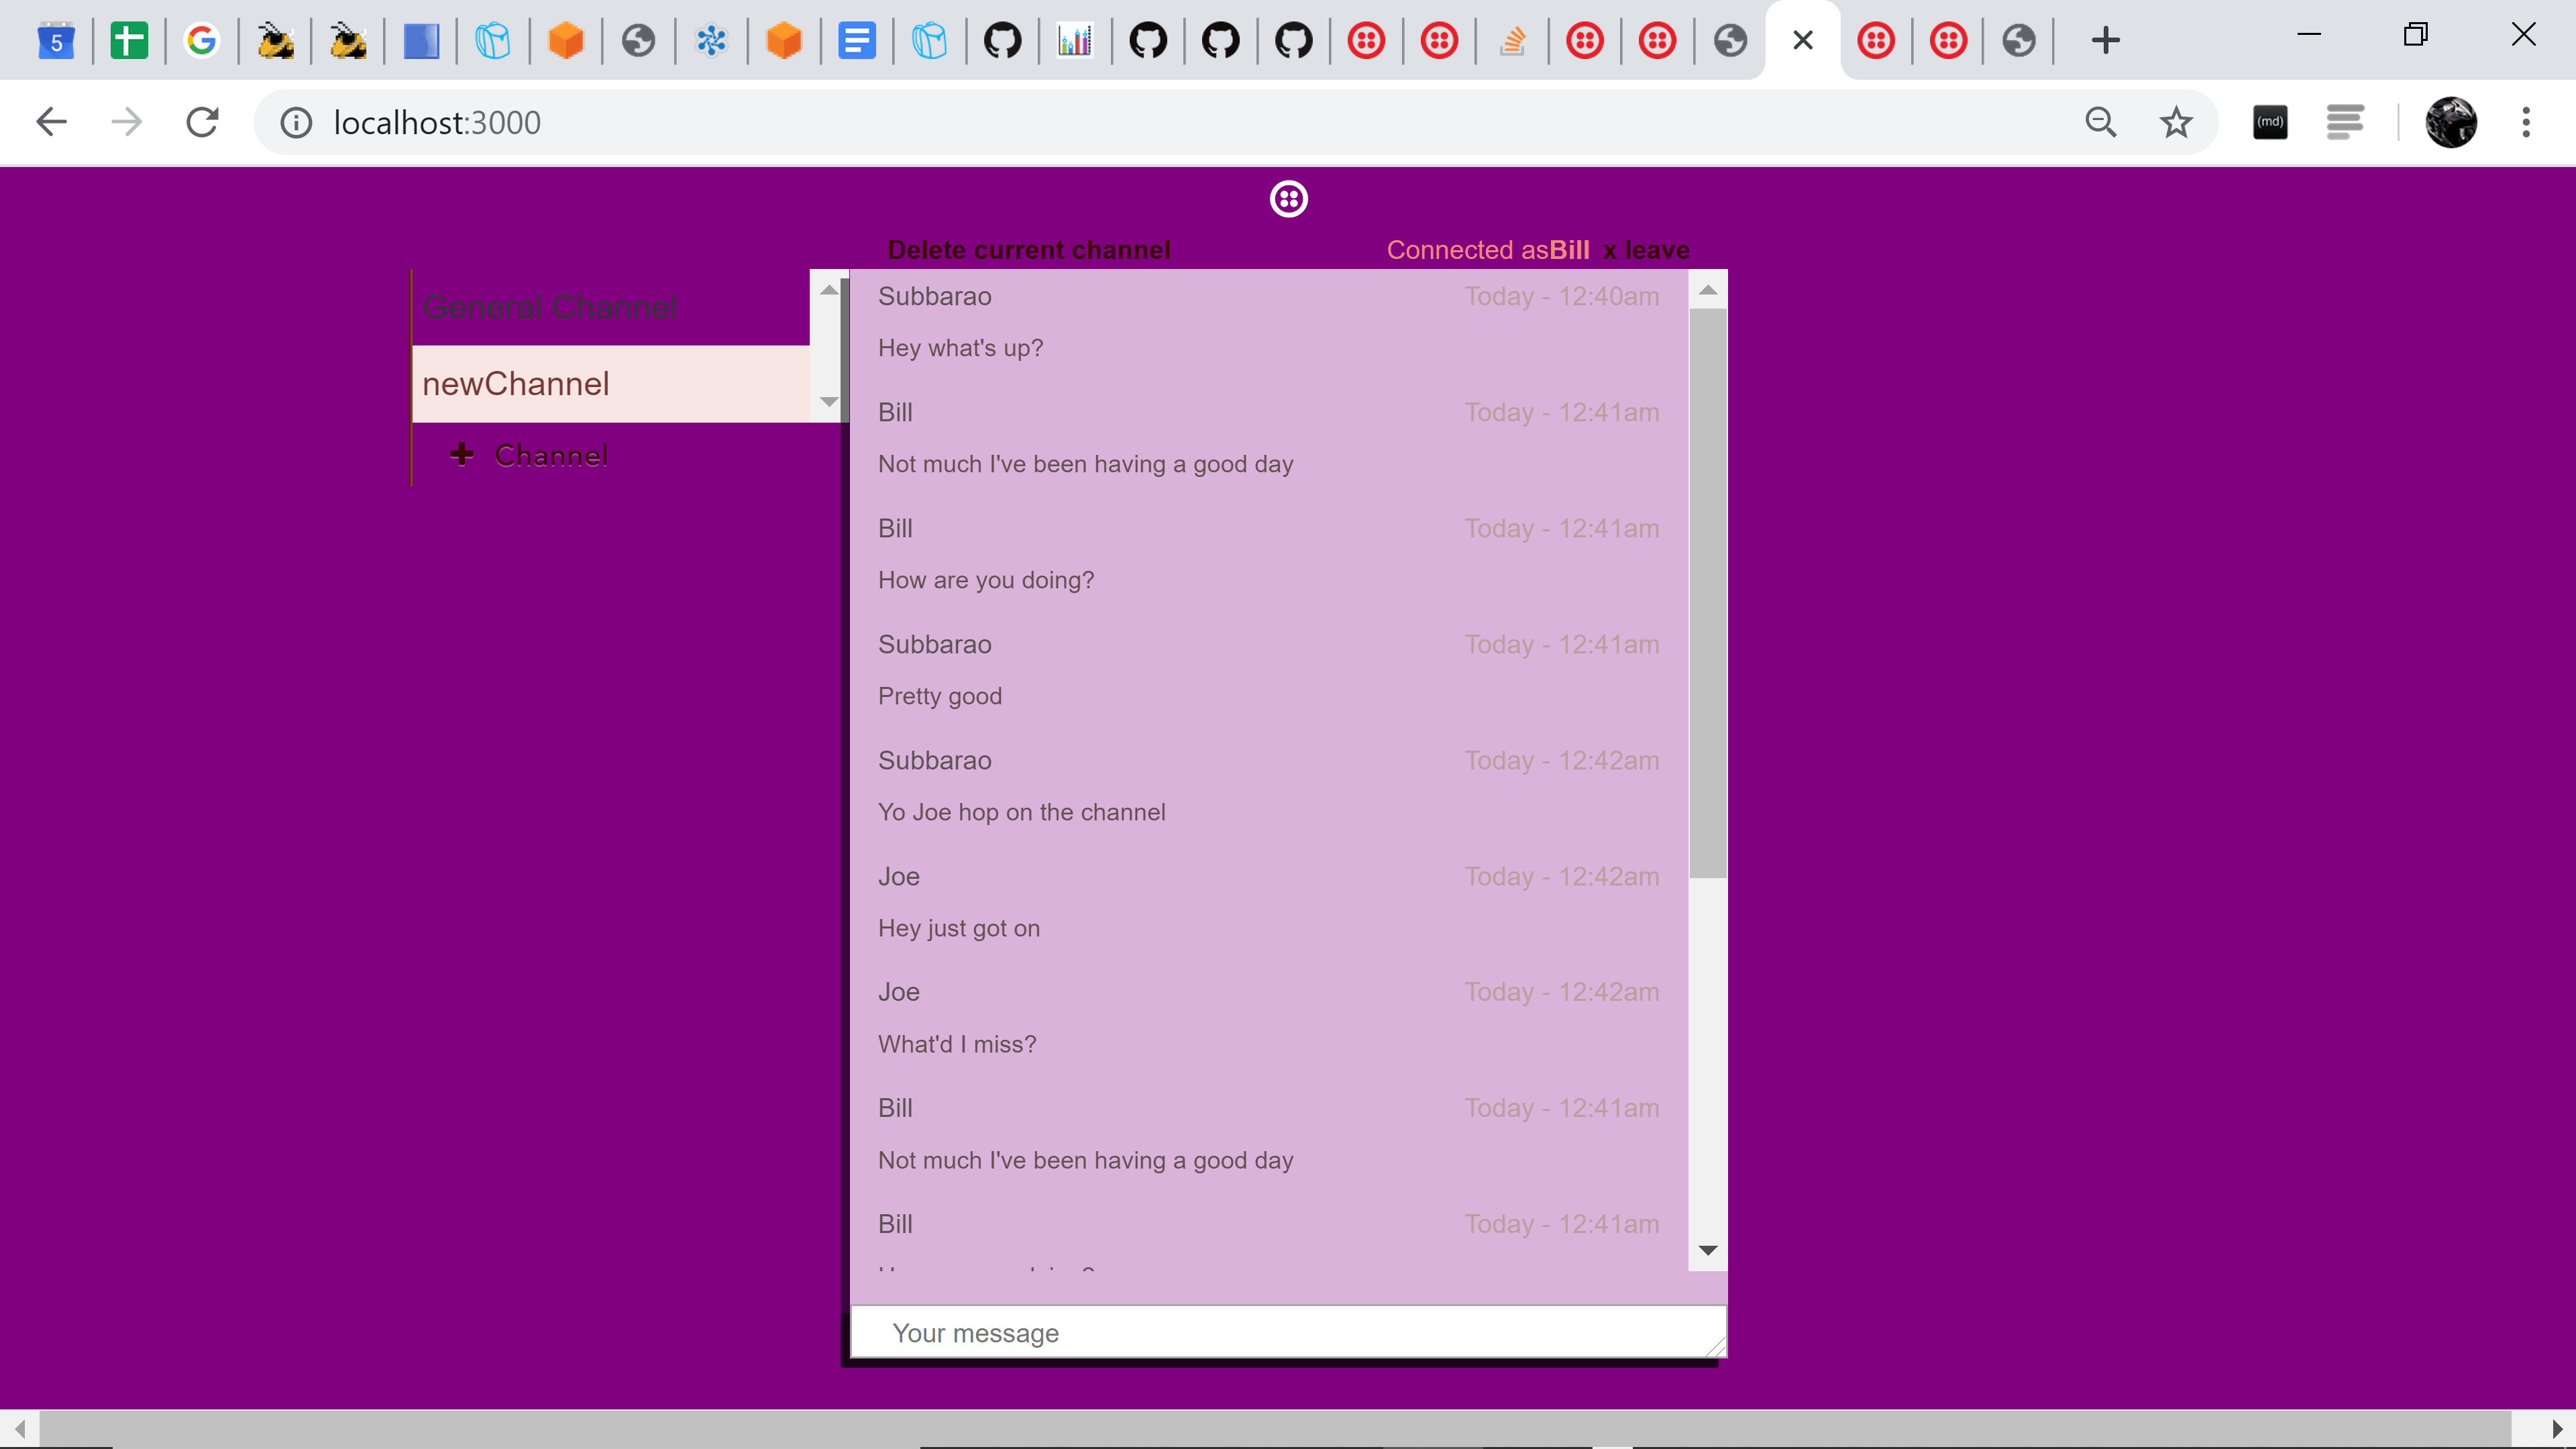 5
localhost:3000
(md)
Delete current channel
Connected asBill x leave
General Channel
newChannel
Channel
Subbarao Today - 12:40am
Hey what's up?
Bill Today - 12:41am
Not much I've been having a good day
Bill Today - 12:41am
How are you doing?
Subbarao Today - 12:41am
Pretty good
Subbarao Today - 12:42am
Yo Joe hop on the channel
Joe Today - 12:42am
Hey just got on
Joe Today - 12:42am
What'd I miss?
Bill Today - 12:41am
Not much I've been having a good day
Bill Today - 12:41am
Your message